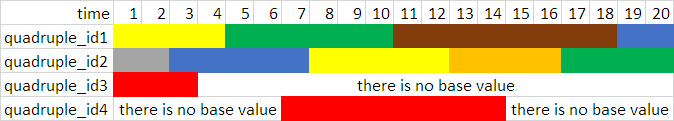 time 1 2 3 4 5 6 7 8 9 10 11 12 13 14 15 16 17 18 19 20
quadruple_id1
quadruple_id2
quadruple_id3 there is no base value
quadruple_id4 there is no base value there is no base value